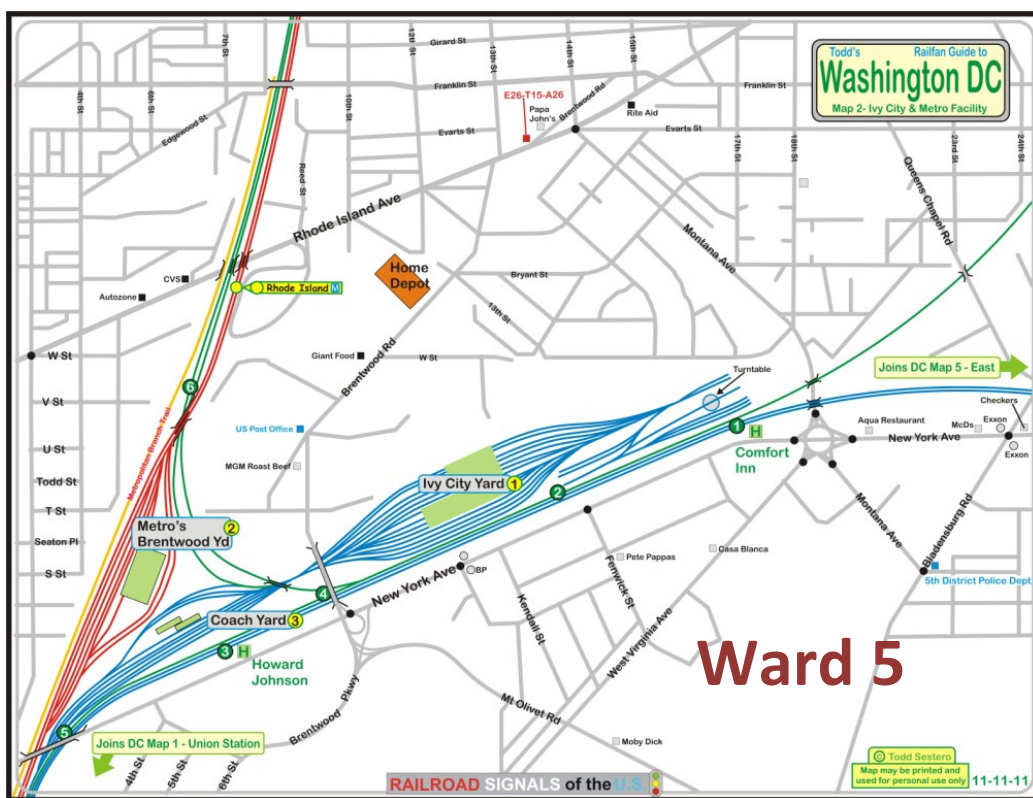 Todd's Railfan Guide to
Washington DC
Map 2- Ivy City & Metro Facility
4th St
6th St
7th St
10th St
12th St
13th St
14th St
15th St
Girard St
Franklin St
Franklin St
Edgewood St
Reed St
Evarts St
Evarts St
E26-T15-A26
Papa
John's
Brentwood Rd
Rite Aid
17th St
18th St
23rd St
24th St
Queens Chapel Rd
Rhode Island Ave
Montana Ave
CVS
Autozone
Rhode Island M
Home
Depot
Bryant St
13th St
W St
Giant Food
W St
Brentwood Rd
Turntable
Joins DC Map 5 - East
6
V St
Metropolitan Branch Trail
US Post Office
1
H
Comfort
Inn
Aqua Restaurant
McDs
Exxon
Checkers
New York Ave
Exxon
U St
MGM Roast Beef
Todd St
Ivy City Yard 1
2
T St
Metro's
Brentwood Yd
2
Montana Ave
Bladensburg Rd
Seaton Pl
S St
Casa Blanca
Pete Pappas
BP
New York Ave
Fenwick St
Kendall St
5th District Police Dept
4
Coach Yard 3
3
H
Howard
Johnson
West Virginia Ave
Ward 5
Brentwood
Pkwy
Mt Olivet Rd
5
Joins DC Map 1 - Union Station
4th St
5th St
6th St
Moby Dick
© Todd Sestero
Map may be printed and
used for personal use only
11-11-11
RAILROAD SIGNALS of the U.S.